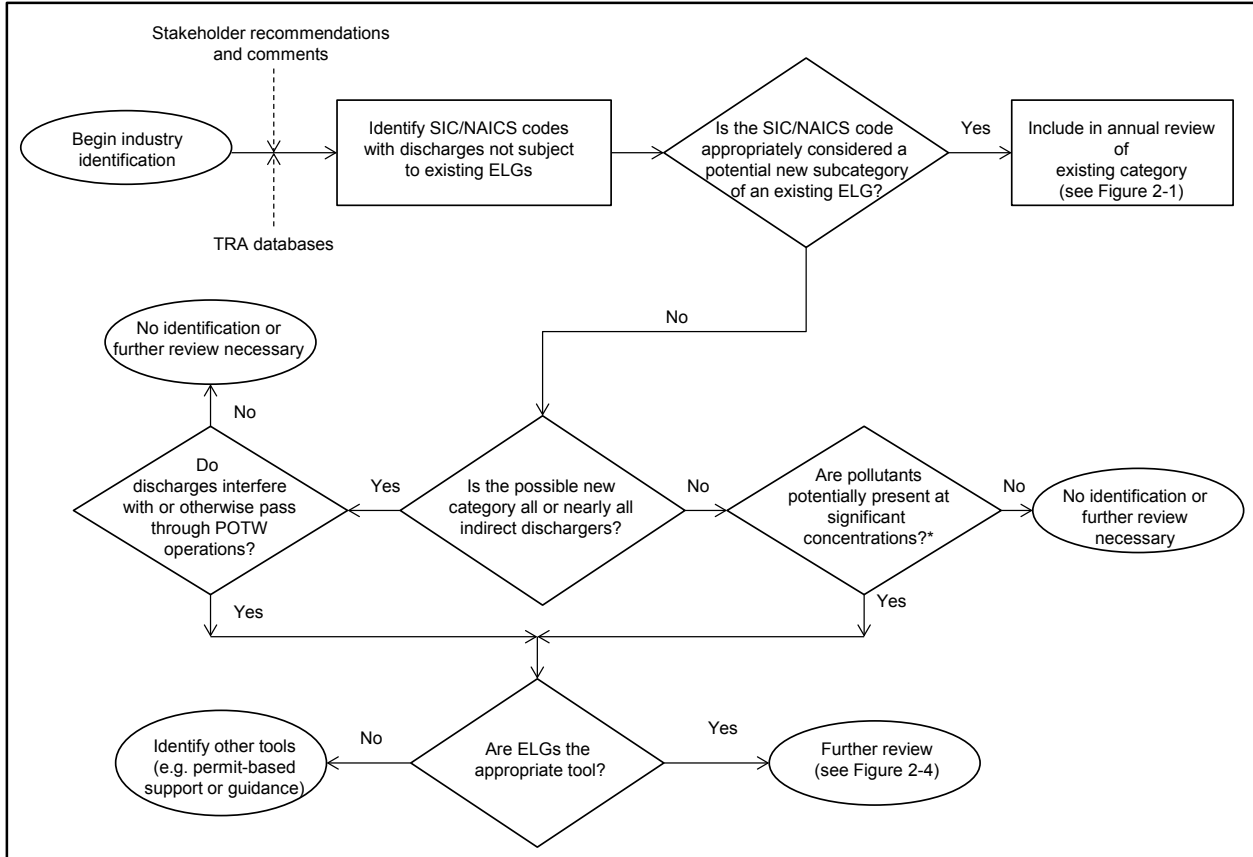 Stakeholder recommendations
and comments
Begin industry
identification
TRA databases
Identify SIC/NAICS codes
with discharges not subject
to existing ELGs
Is the SIC/NAICS code
appropriately considered a
potential new subcategory
of an existing ELG?
Yes
Include in annual review
of
existing category
(see Figure 2-1)
No
No identification or
further review necessary
No
Do
discharges interfere
with or otherwise pass
through POTW
operations?
Yes
Is the possible new
category all or nearly all
indirect dischargers?
No
Are pollutants
potentially present at
significant
concentrations?*
No
No identification or
further review
necessary
Yes
Yes
Identify other tools
(e.g. permit-based
support or guidance)
No
Are ELGs the
appropriate tool?
Yes
Further review
(see Figure 2-4)